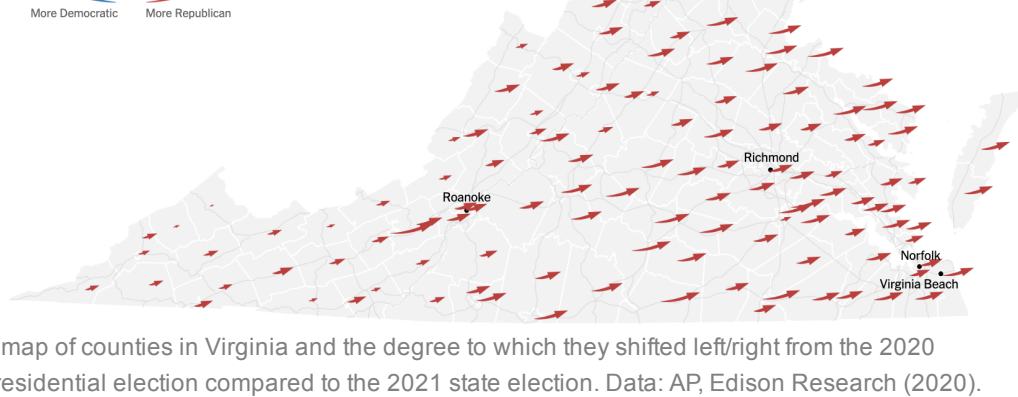 More Democratic More Republican
Richmond
Roanoke
Norfolk
Virginia Beach
map of counties in Virginia and the degree to which they shifted left/right from the 2020
residential election compared to the 2021 state election. Data: AP, Edison Research (2020).